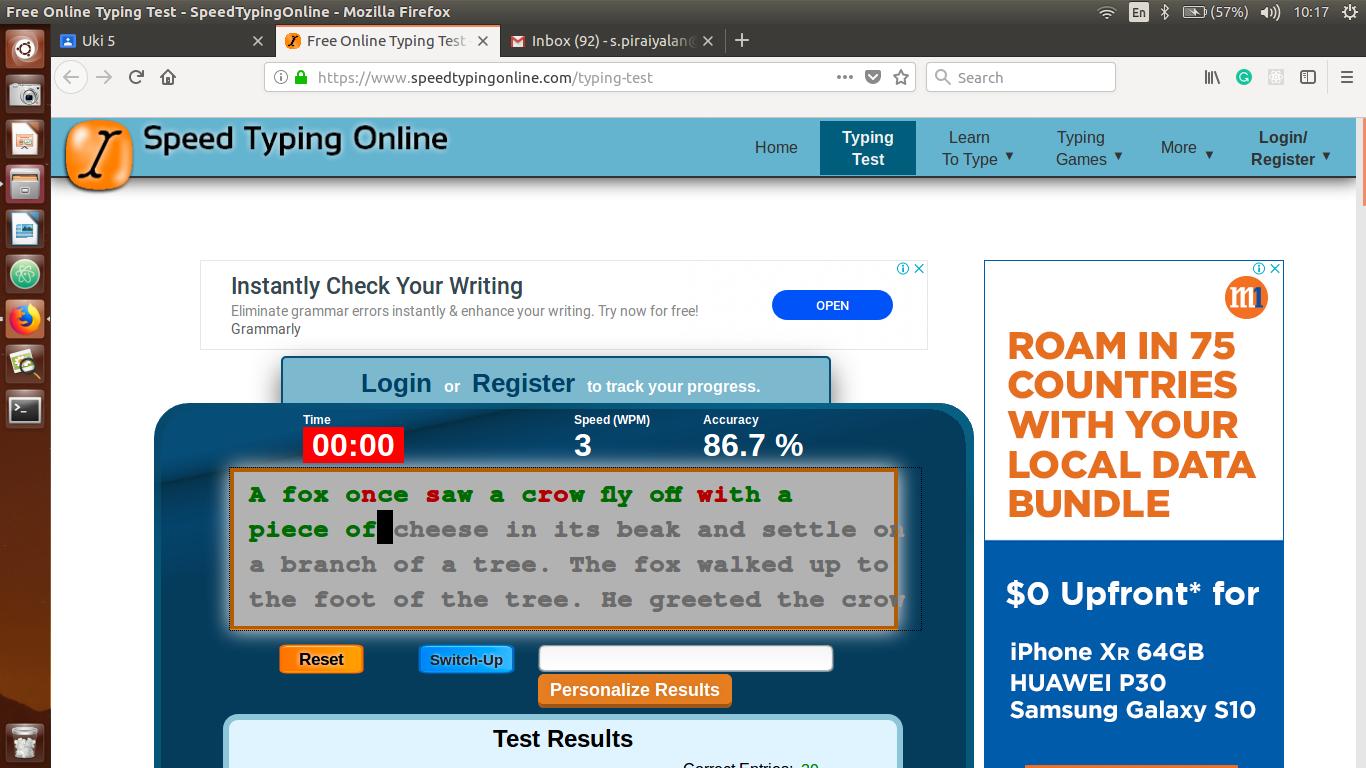 Free Online Typing Test - SpeedTypingOnline - Mozilla Firefox
En (57%) 10:17
Uki 5
Free Online Typing Test
Inbox (92) - s.piraiyalan@
https://www.speedtypingonline.com/typing-test
Search
Speed Typing Online
Home
Typing Test
Learn To Type ▼
Typing Games ▼
More ▼
Login/ Register ▼
Instantly Check Your Writing
Eliminate grammar errors instantly & enhance your writing. Try now for free!
Grammarly
OPEN
m1
ROAM IN 75
COUNTRIES
WITH YOUR
LOCAL DATA
BUNDLE
$0 Upfront* for
iPhone XR 64GB
HUAWEI P30
Samsung Galaxy S10
Login or Register to track your progress.
Time Speed (WPM) Accuracy
00:00 3 86.7 %
A fox once saw a crow fly off with a
piece of cheese in its beak and settle on
a branch of a tree. The fox walked up to
the foot of the tree. He greeted the crow
Reset
Switch-Up
Personalize Results
Test Results
Correct Entries: